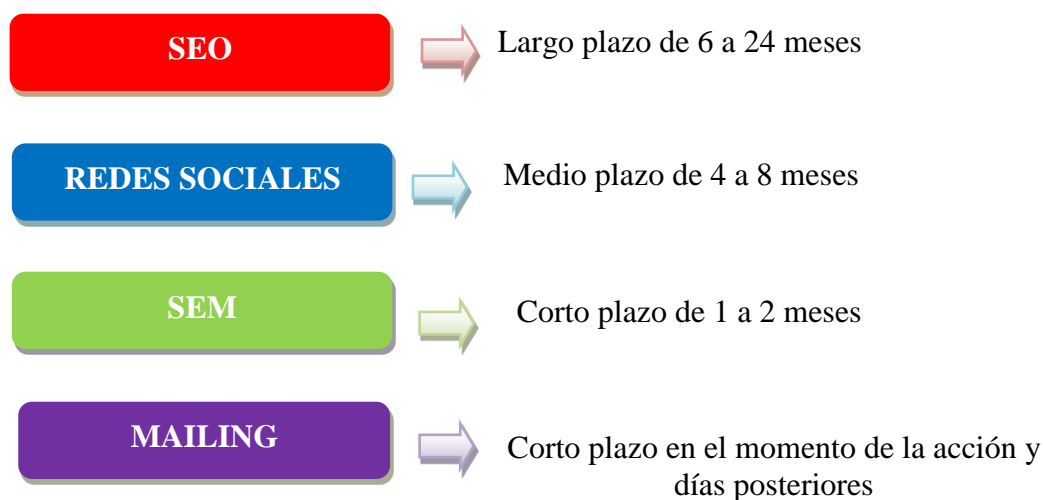 SEO
Largo plazo de 6 a 24 meses
REDES SOCIALES
Medio plazo de 4 a 8 meses
SEM
Corto plazo de 1 a 2 meses
MAILING
Corto plazo en el momento de la acción y
días posteriores